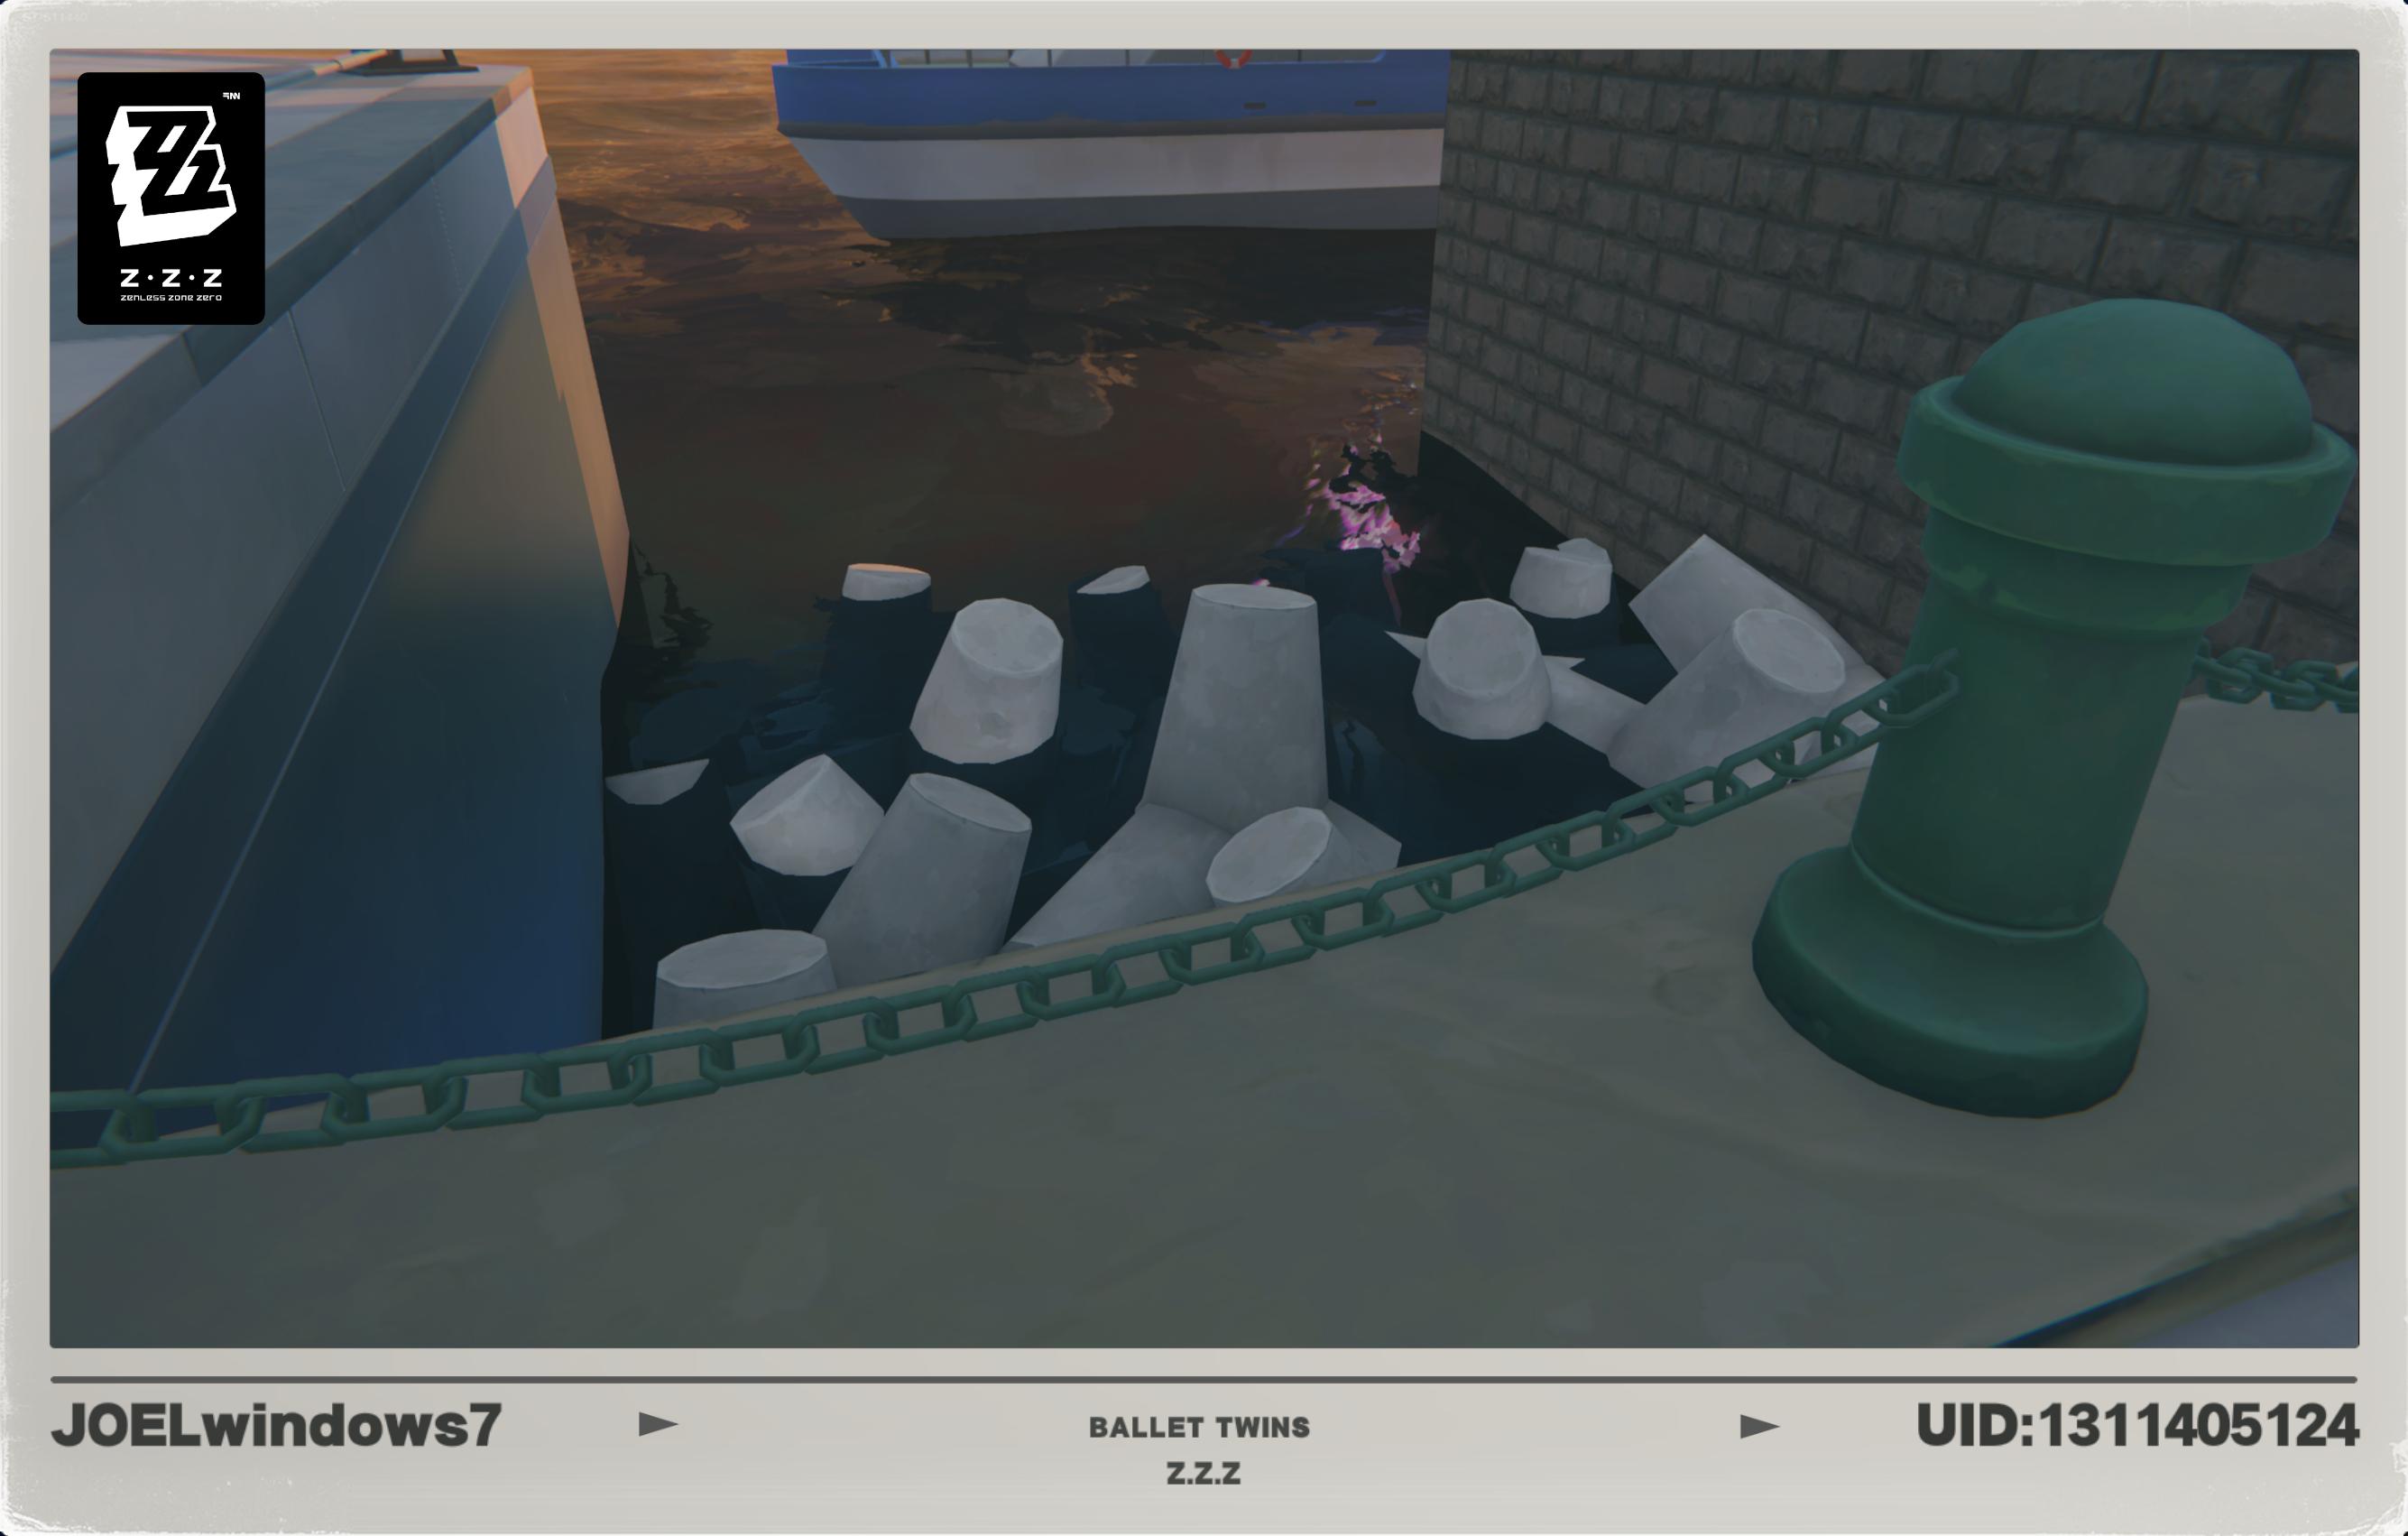 Z·Z·Z
ZENLESS ZONE ZERO
JOELwindows7
BALLET TWINS
Z.Z.Z
UID:1311405124